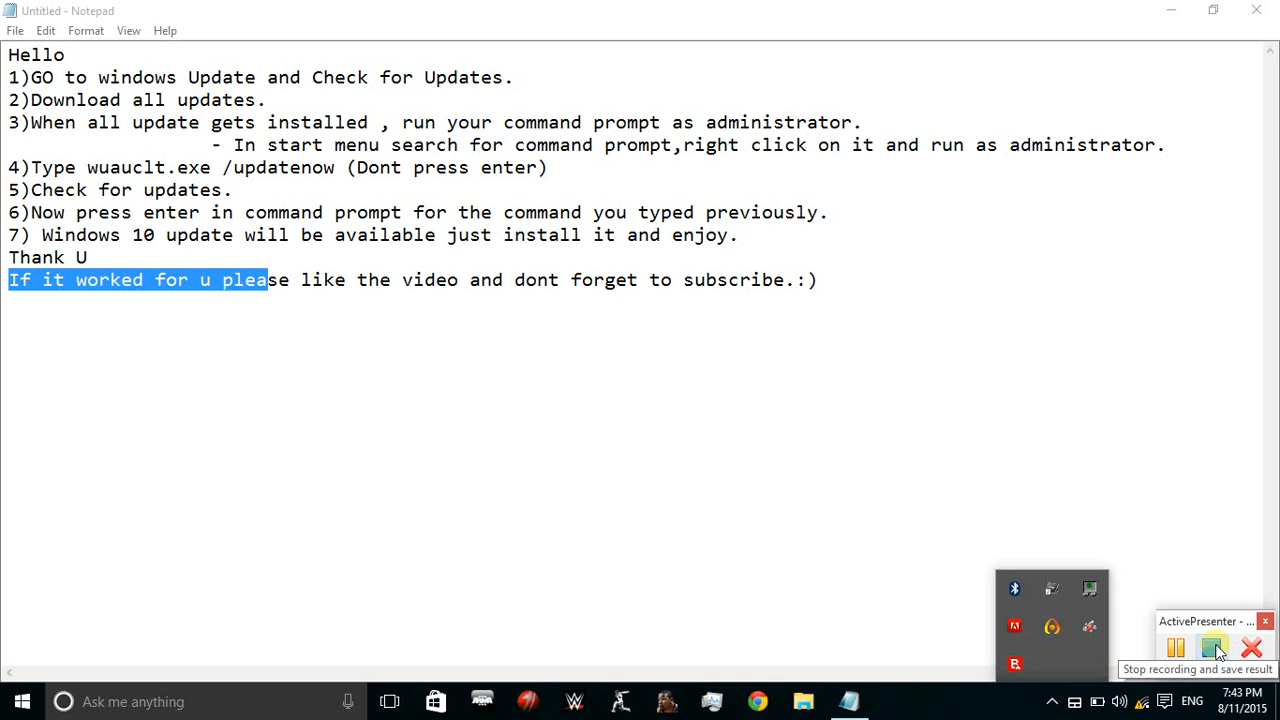 Untitled - Notepad
File Edit Format View Help
Hello
1)GO to windows Update and Check for Updates.
2)Download all updates.
3)When all update gets installed , run your command prompt as administrator.
- In start menu search for command prompt,right click on it and run as administrator.
4)Type wuauclt.exe /updatenow (Dont press enter)
5)Check for updates.
6)Now press enter in command prompt for the command you typed previously.
7) Windows 10 update will be available just install it and enjoy.
Thank U
If it worked for u please like the video and dont forget to subscribe.:)
ActivePresenter - ...
Stop recording and save result
Ask me anything
ENG
7:43 PM
8/11/2015